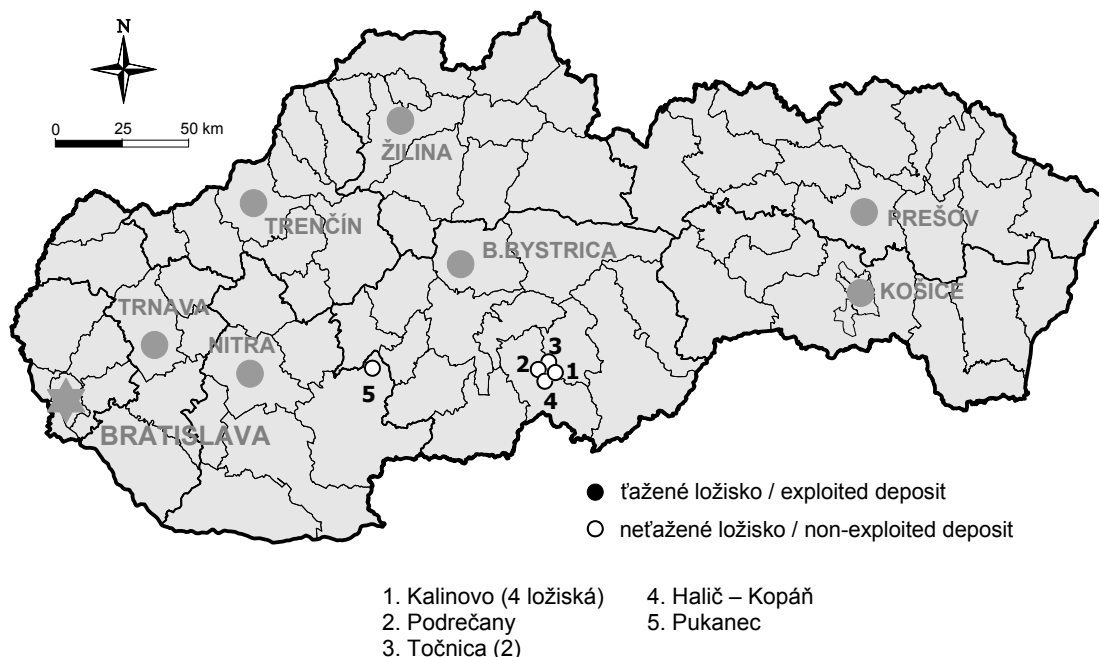 N
0 25 50 km
ŽILINA
TRENČÍN
PREŠOV
B.BYSTRICA
KOŠICE
TRNAVA
NITRA
3
2 1
5
4
BRATISLAVA
ťažené ložisko / exploited deposit
neťažené ložisko / non-exploited deposit
1. Kalinovo (4 ložiská)
2. Podrečany
3. Točnica (2)
4. Halič – Kopáň
5. Pukanec